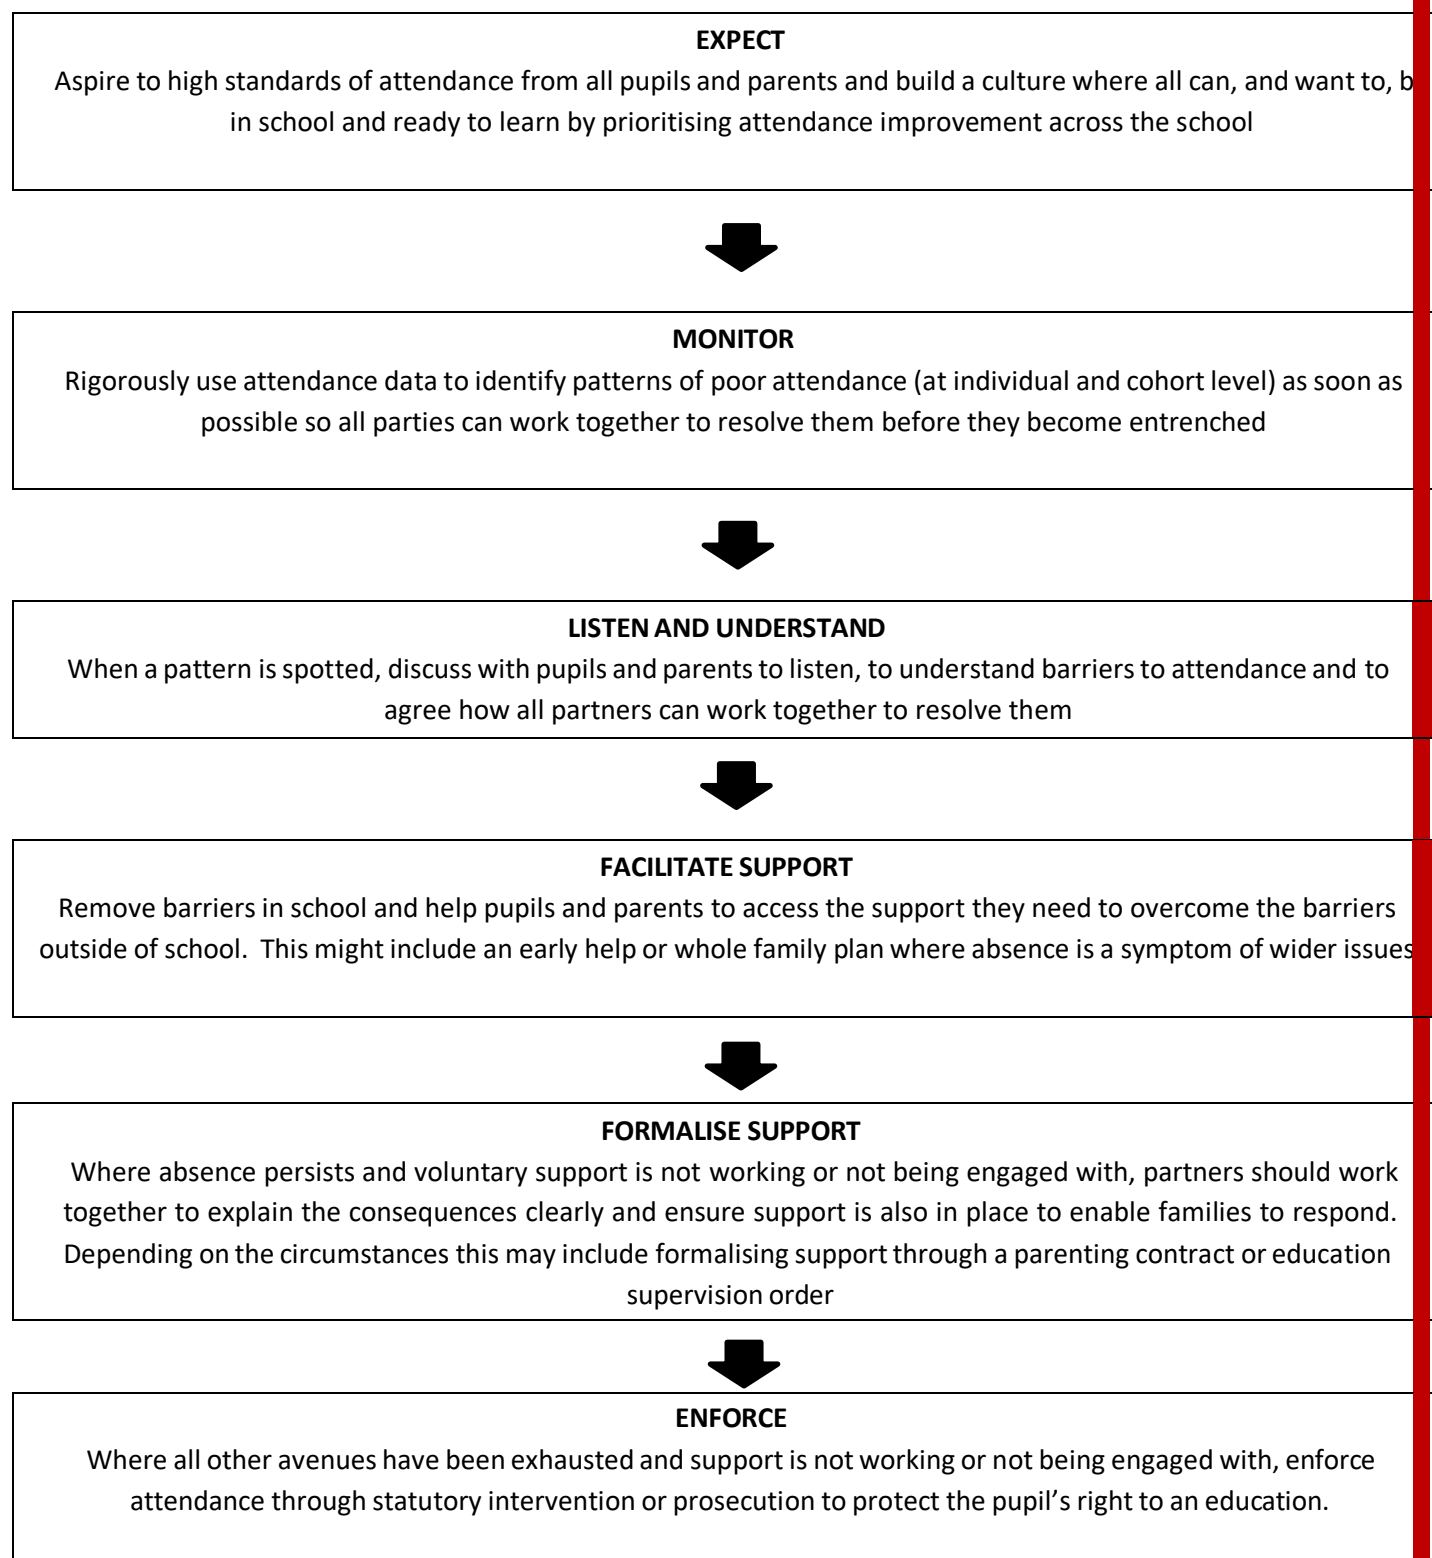 EXPECT
Aspire to high standards of attendance from all pupils and parents and build a culture where all can, and want to, b
in school and ready to learn by prioritising attendance improvement across the school
MONITOR
Rigorously use attendance data to identify patterns of poor attendance (at individual and cohort level) as soon as
possible so all parties can work together to resolve them before they become entrenched
LISTEN AND UNDERSTAND
When a pattern is spotted, discuss with pupils and parents to listen, to understand barriers to attendance and to
agree how all partners can work together to resolve them
FACILITATE SUPPORT
Remove barriers in school and help pupils and parents to access the support they need to overcome the barriers
outside of school. This might include an early help or whole family plan where absence is a symptom of wider issues
FORMALISE SUPPORT
Where absence persists and voluntary support is not working or not being engaged with, partners should work
together to explain the consequences clearly and ensure support is also in place to enable families to respond.
Depending on the circumstances this may include formalising support through a parenting contract or education
supervision order
ENFORCE
Where all other avenues have been exhausted and support is not working or not being engaged with, enforce
attendance through statutory intervention or prosecution to protect the pupil’s right to an education.